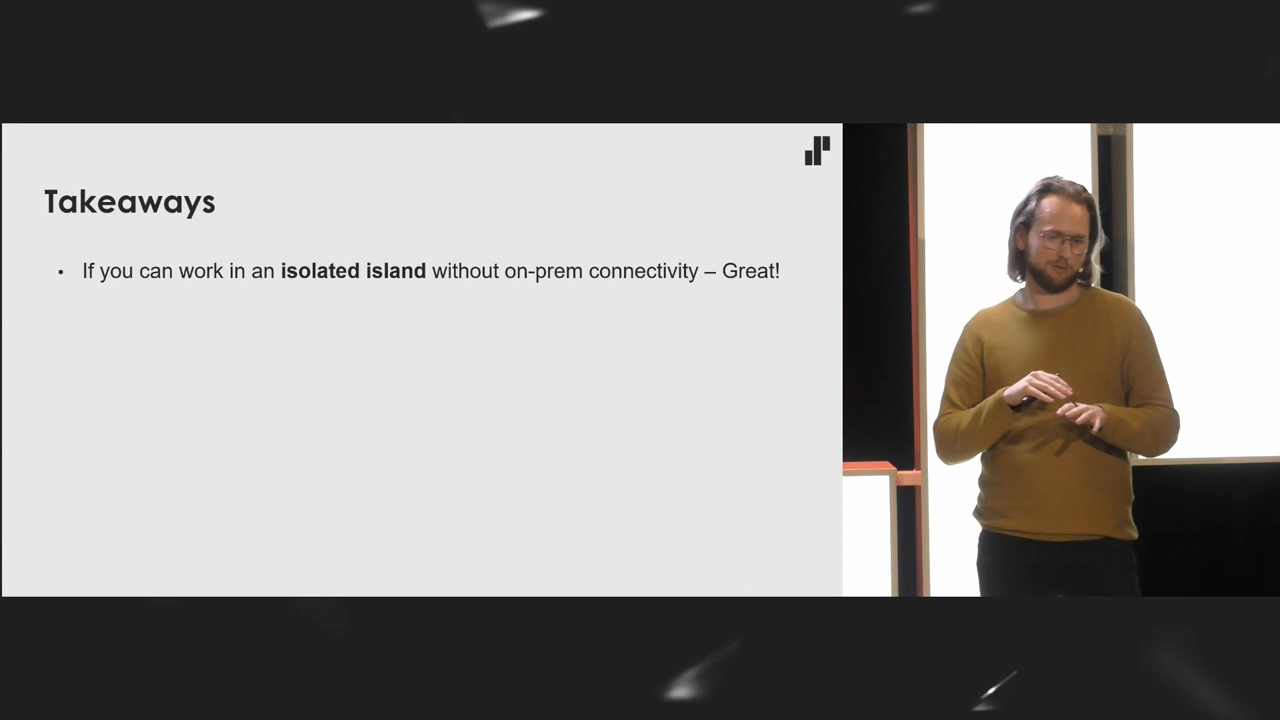 Takeaways
• If you can work in an isolated island without on-prem connectivity – Great!